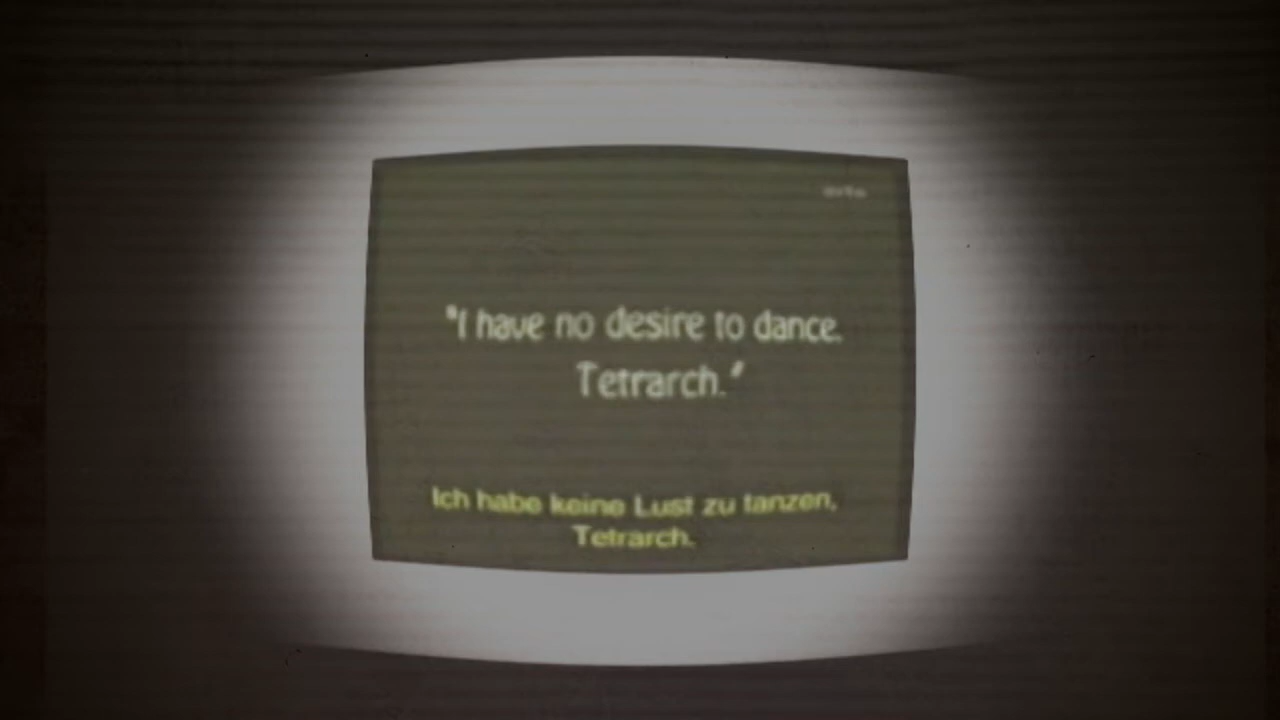 "I have no desire to dance,
Tetrarch."
Ich habe keine Lust zu tanzen,
Tetrarch.